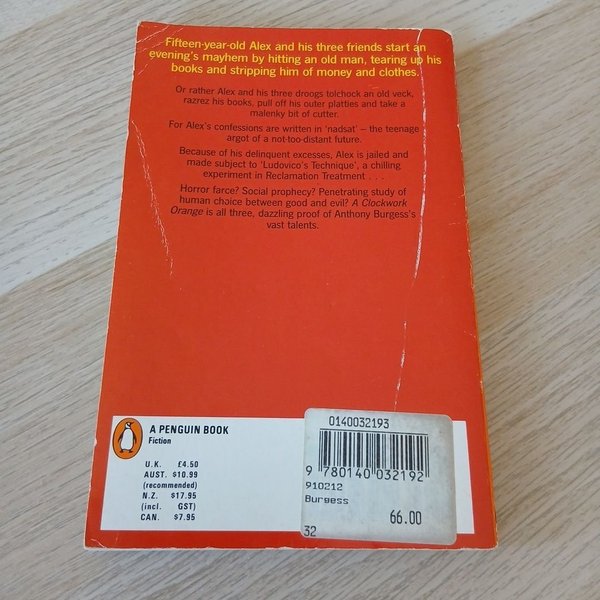 Fifteen-year-old Alex and his three friends start an
evening's mayhem by hitting an old man, tearing up his
books and stripping him of money and clothes.
Or rather Alex and his three droogs tolchock an old veck,
razrez his books, pull off his outer platties and take a
malenky bit of cutter.
For Alex's confessions are written in 'nadsat' – the teenage
argot of a not-too-distant future.
Because of his delinquent excesses, Alex is jailed and
made subject to 'Ludovico's Technique', a chilling
experiment in Reclamation Treatment . . .
Horror farce? Social prophecy? Penetrating study of
human choice between good and evil? A Clockwork
Orange is all three, dazzling proof of Anthony Burgess's
vast talents.
A PENGUIN BOOK
Fiction
U.K. £4.50
AUST. $10.99
(recommended)
N.Z. $17.95
(incl. GST)
CAN. $7.95
0140032193
9 780140 032192
910212
Burgess
66.00
32